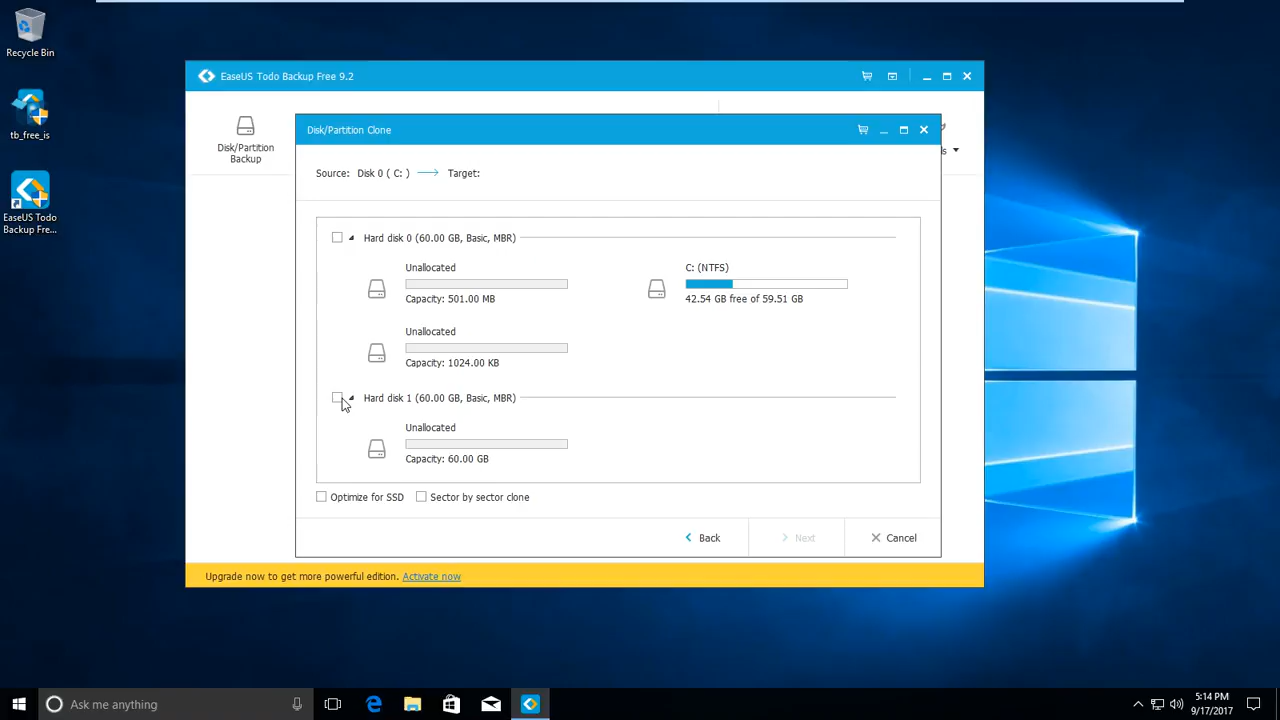 Recycle Bin
tb_free_is
EaseUS Todo
Backup Fre...
EaseUS Todo Backup Free 9.2
Disk/Partition
Backup
ls
Disk/Partition Clone
Source: Disk 0 ( C: ) Target:
Hard disk 0 (60.00 GB, Basic, MBR)
Unallocated
Capacity: 501.00 MB
C: (NTFS)
42.54 GB free of 59.51 GB
Unallocated
Capacity: 1024.00 KB
Hard disk 1 (60.00 GB, Basic, MBR)
Unallocated
Capacity: 60.00 GB
Optimize for SSD Sector by sector clone
Back Next Cancel
Upgrade now to get more powerful edition. Activate now
Ask me anything
5:14 PM
9/17/2017